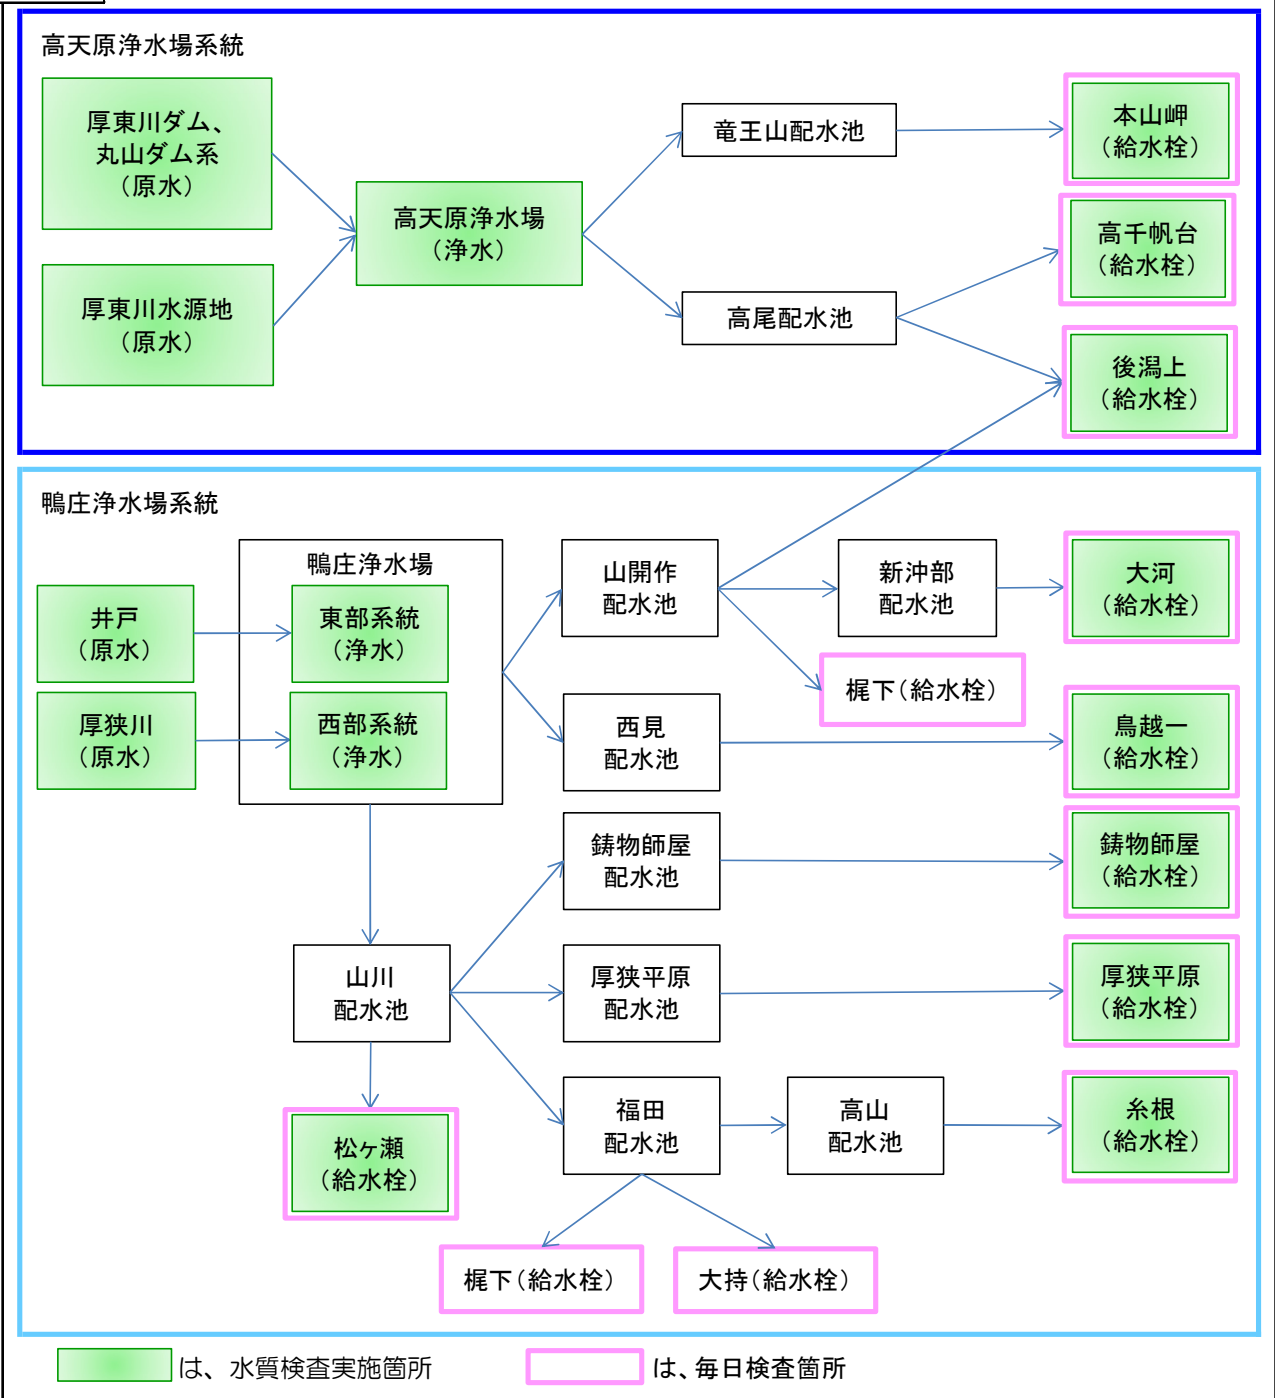 高天原浄水場系統
厚東川ダム、
丸山ダム系
（原水）
厚東川水源地
（原水）
高天原浄水場
（浄水）
竜王山配水池
高尾配水池
本山岬
（給水栓）
高千帆台
（給水栓）
後潟上
（給水栓）
鴨庄浄水場系統
井戸
（原水）
厚狭川
（原水）
鴨庄浄水場
東部系統
（浄水）
西部系統
（浄水）
山開作
配水池
新沖部
配水池
大河
（給水栓）
梶下（給水栓）
西見
配水池
鳥越一
（給水栓）
鋳物師屋
配水池
鋳物師屋
（給水栓）
山川
配水池
厚狭平原
配水池
厚狭平原
（給水栓）
福田
配水池
高山
配水池
糸根
（給水栓）
松ヶ瀬
（給水栓）
梶下（給水栓）
大持（給水栓）
は、水質検査実施箇所
は、毎日検査箇所